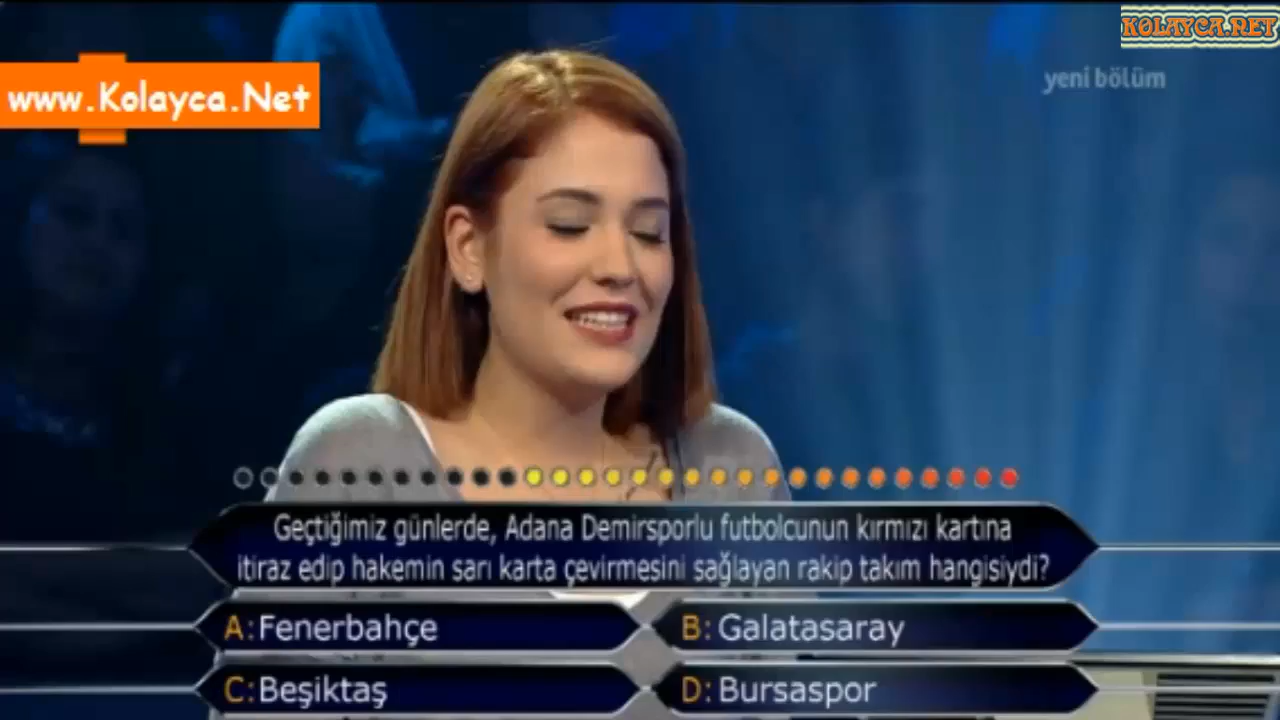 KOLAYCA.NET
www.Kolayca.Net
yeni bölüm
Geçtiğimiz günlerde, Adana Demirsporlu futbolcunun kırmızı kartına
itiraz edip hakemin sarı karta çevirmesini sağlayan rakip takım hangisiydi?
A: Fenerbahçe
B: Galatasaray
C: Beşiktaş
D: Bursaspor